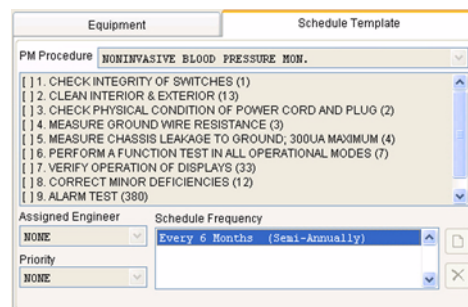 Equipment
Schedule Template
PM Procedure NONINVASIVE BLOOD PRESSURE MON.
[ ] 1. CHECK INTEGRITY OF SWITCHES (1)
[ ] 2. CLEAN INTERIOR & EXTERIOR (13)
[ ] 3. CHECK PHYSICAL CONDITION OF POWER CORD AND PLUG (2)
[ ] 4. MEASURE GROUND WIRE RESISTANCE (3)
[ ] 5. MEASURE CHASSIS LEAKAGE TO GROUND; 300UA MAXIMUM (4)
[ ] 6. PERFORM A FUNCTION TEST IN ALL OPERATIONAL MODES (7)
[ ] 7. VERIFY OPERATION OF DISPLAYS (33)
[ ] 8. CORRECT MINOR DEFICIENCIES (12)
[ ] 9. ALARM TEST (380)
Assigned Engineer
NONE
Priority
NONE
Schedule Frequency
Every 6 Months (Semi-Annually)